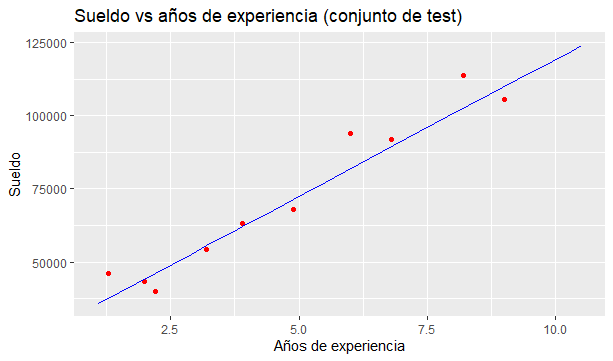 Sueldo vs años de experiencia (conjunto de test)
125000
100000
75000
50000
Sueldo
2.5
5.0
7.5
10.0
Años de experiencia